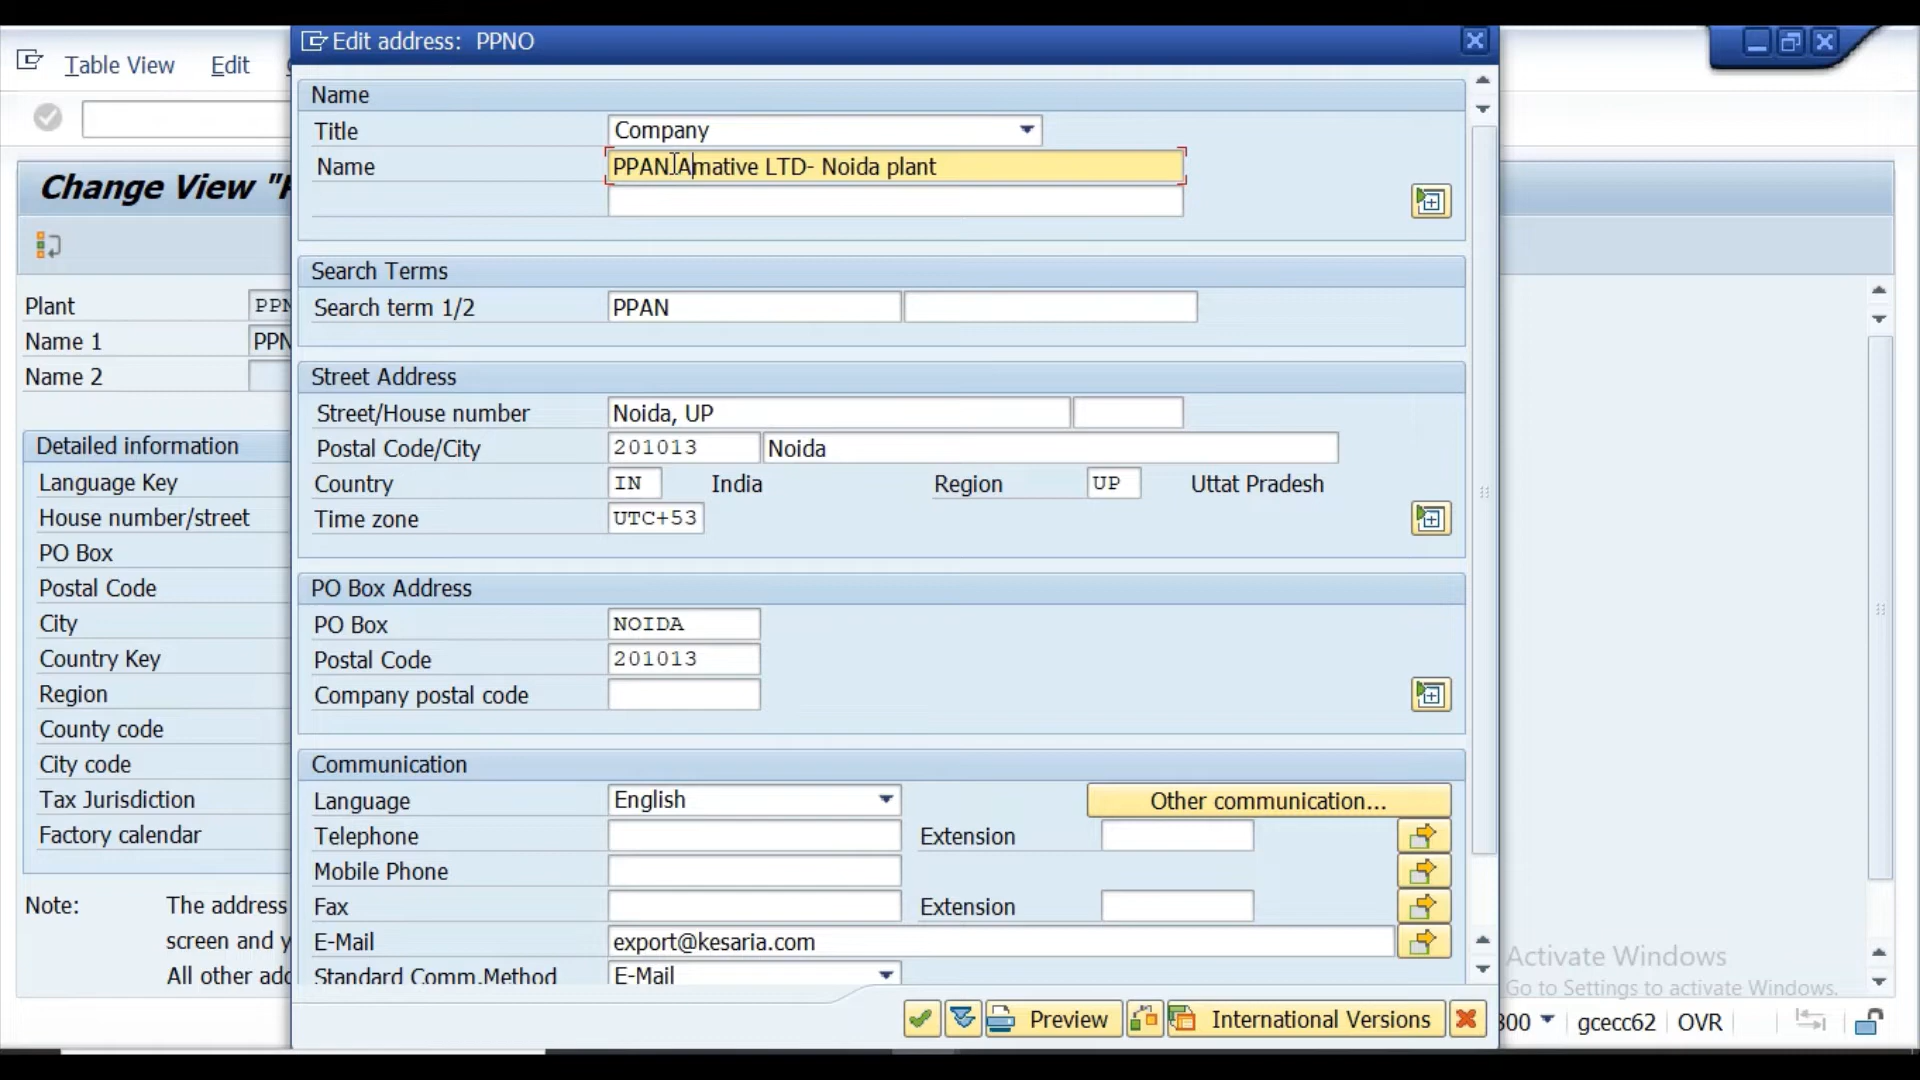 Edit address: PPNO
Table View Edit
Name
Title Company
Name PPAN Amative LTD- Noida plant
Change View "P
Search Terms
Search term 1/2 PPAN
Plant PPN
Name 1 PPN
Name 2
Street Address
Street/House number Noida, UP
Postal Code/City 201013 Noida
Country IN India Region UP Uttat Pradesh
Time zone UTC+53
Detailed information
Language Key
House number/street
PO Box
Postal Code
City
Country Key
Region
County code
City code
Tax Jurisdiction
Factory calendar
PO Box Address
PO Box NOIDA
Postal Code 201013
Company postal code
Communication
Language English Other communication...
Telephone Extension
Mobile Phone
Fax Extension
E-Mail export@kesaria.com
Standard Comm.Method E-Mail
Note: The address
screen and y
All other add
Preview International Versions
Activate Windows
Go to Settings to activate Windows.
800 gcecc62 OVR